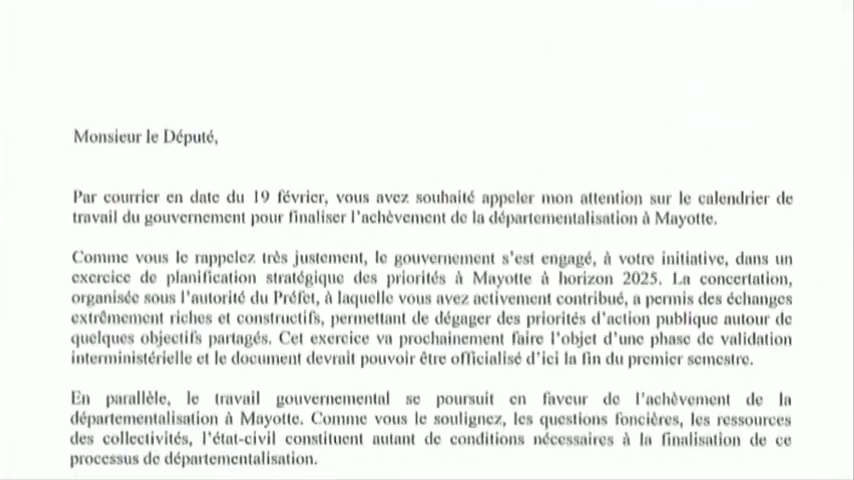 Monsieur le Député,
Par courrier en date du 19 février, vous avez souhaité appeler mon attention sur le calendrier de
travail du gouvernement pour finaliser l'achèvement de la départementalisation à Mayotte.
Comme vous le rappelez très justement, le gouvernement s'est engagé, à votre initiative, dans un
exercice de planification stratégique des priorités à Mayotte à horizon 2025. La concertation,
organisée sous l'autorité du Préfet, à laquelle vous avez activement contribué, a permis des échanges
extrêmement riches et constructifs, permettant de dégager des priorités d'action publique autour de
quelques objectifs partagés. Cet exercice va prochainement faire l'objet d'une phase de validation
interministérielle et le document devrait pouvoir être officialisé d'ici la fin du premier semestre.
En parallèle, le travail gouvernemental se poursuit en faveur de l'achèvement de la
départementalisation à Mayotte. Comme vous le soulignez, les questions foncières, les ressources
des collectivités, l'état-civil constituent autant de conditions nécessaires à la finalisation de ce
processus de départementalisation.